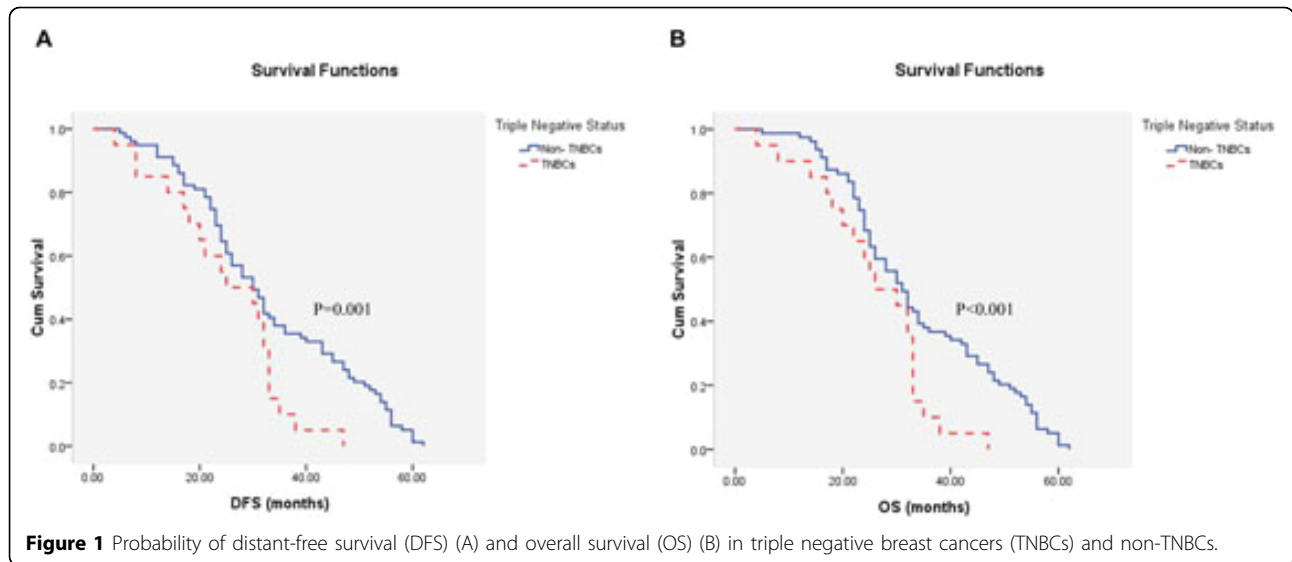 A
Survival Functions
Cum Survival
1.0
0.8
0.6
0.4
0.2
0.0
P=0.001
0.00 20.00 40.00 60.00
DFS (months)
Triple Negative Status
Non- TNBCs
TNBCs
B
Survival Functions
Cum Survival
1.0
0.8
0.6
0.4
0.2
0.0
P<0.001
0.00 20.00 40.00 60.00
OS (months)
Triple Negative Status
Non- TNBCs
TNBCs
Figure 1 Probability of distant-free survival (DFS) (A) and overall survival (OS) (B) in triple negative breast cancers (TNBCs) and non-TNBCs.